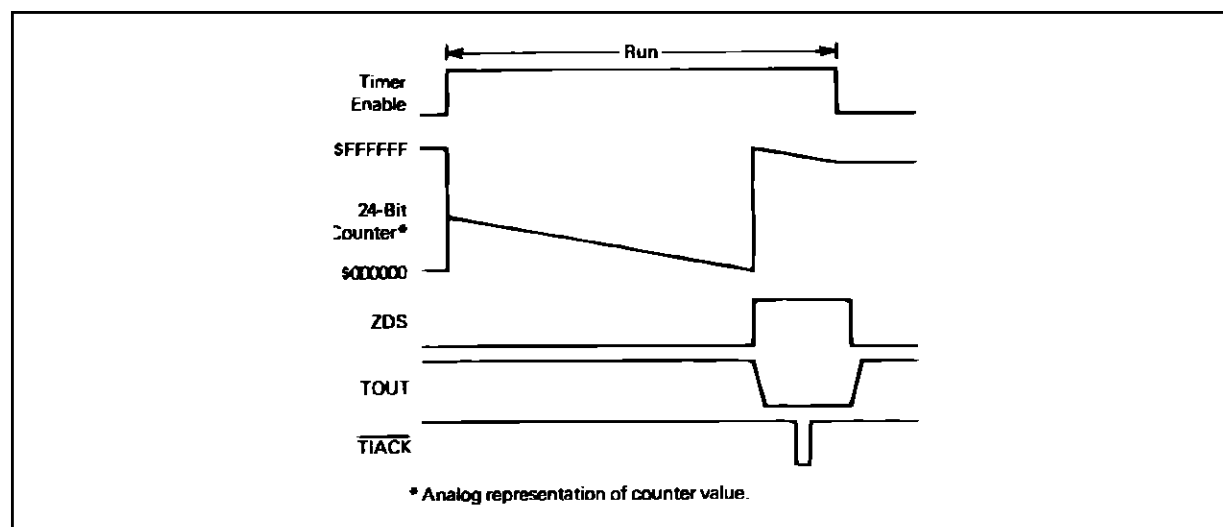 Run
Timer
Enable
$FFFFFF
24-Bit
Counter*
$000000
ZDS
TOUT
TIACK
* Analog representation of counter value.